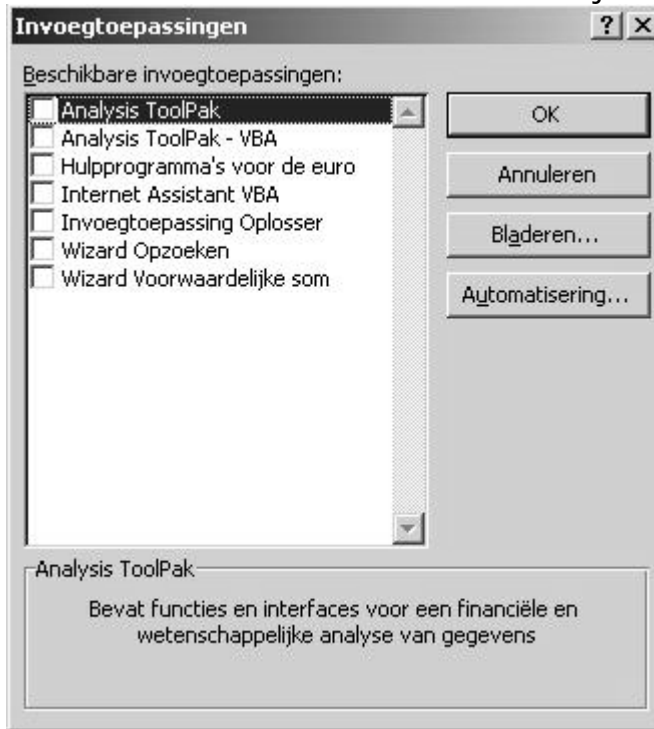 Invoegtoepassingen
Beschikbare invoegtoepassingen:
Analysis ToolPak
Analysis ToolPak - VBA
Hulpprogramma's voor de euro
Internet Assistant VBA
Invoegtoepassing Oplosser
Wizard Opzoeken
Wizard Voorwaardelijke som
OK
Annuleren
Bladeren...
Automatisering...
Analysis ToolPak
Bevat functies en interfaces voor een financiële en
wetenschappelijke analyse van gegevens